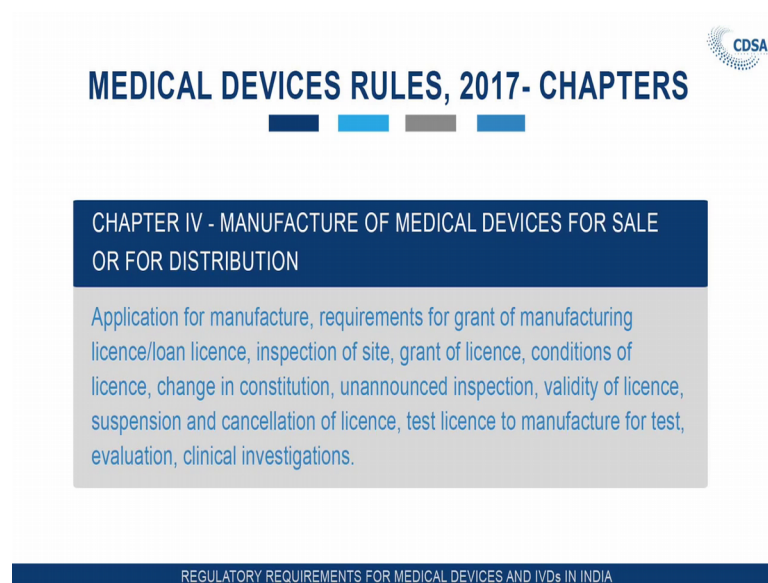 CDSA
MEDICAL DEVICES RULES, 2017- CHAPTERS
CHAPTER IV - MANUFACTURE OF MEDICAL DEVICES FOR SALE
OR FOR DISTRIBUTION
Application for manufacture, requirements for grant of manufacturing
licence/loan licence, inspection of site, grant of licence, conditions of
licence, change in constitution, unannounced inspection, validity of licence,
suspension and cancellation of licence, test licence to manufacture for test,
evaluation, clinical investigations.
REGULATORY REQUIREMENTS FOR MEDICAL DEVICES AND IVDs IN INDIA